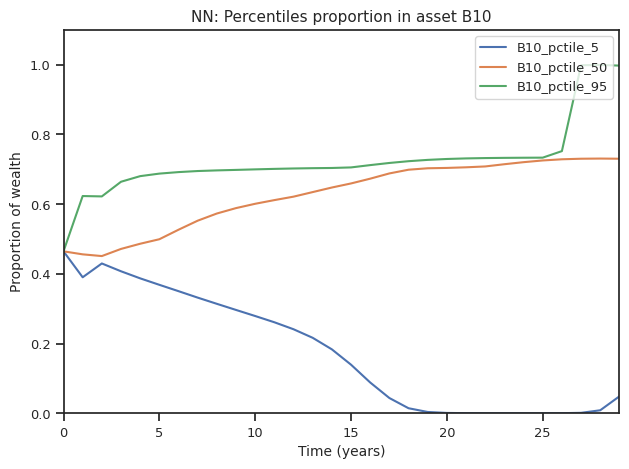 NN: Percentiles proportion in asset B10
B10_pctile_5
B10_pctile_50
B10_pctile_95
Proportion of wealth
1.0
0.8
0.6
0.4
0.2
0.0
0 5 10 15 20 25
Time (years)